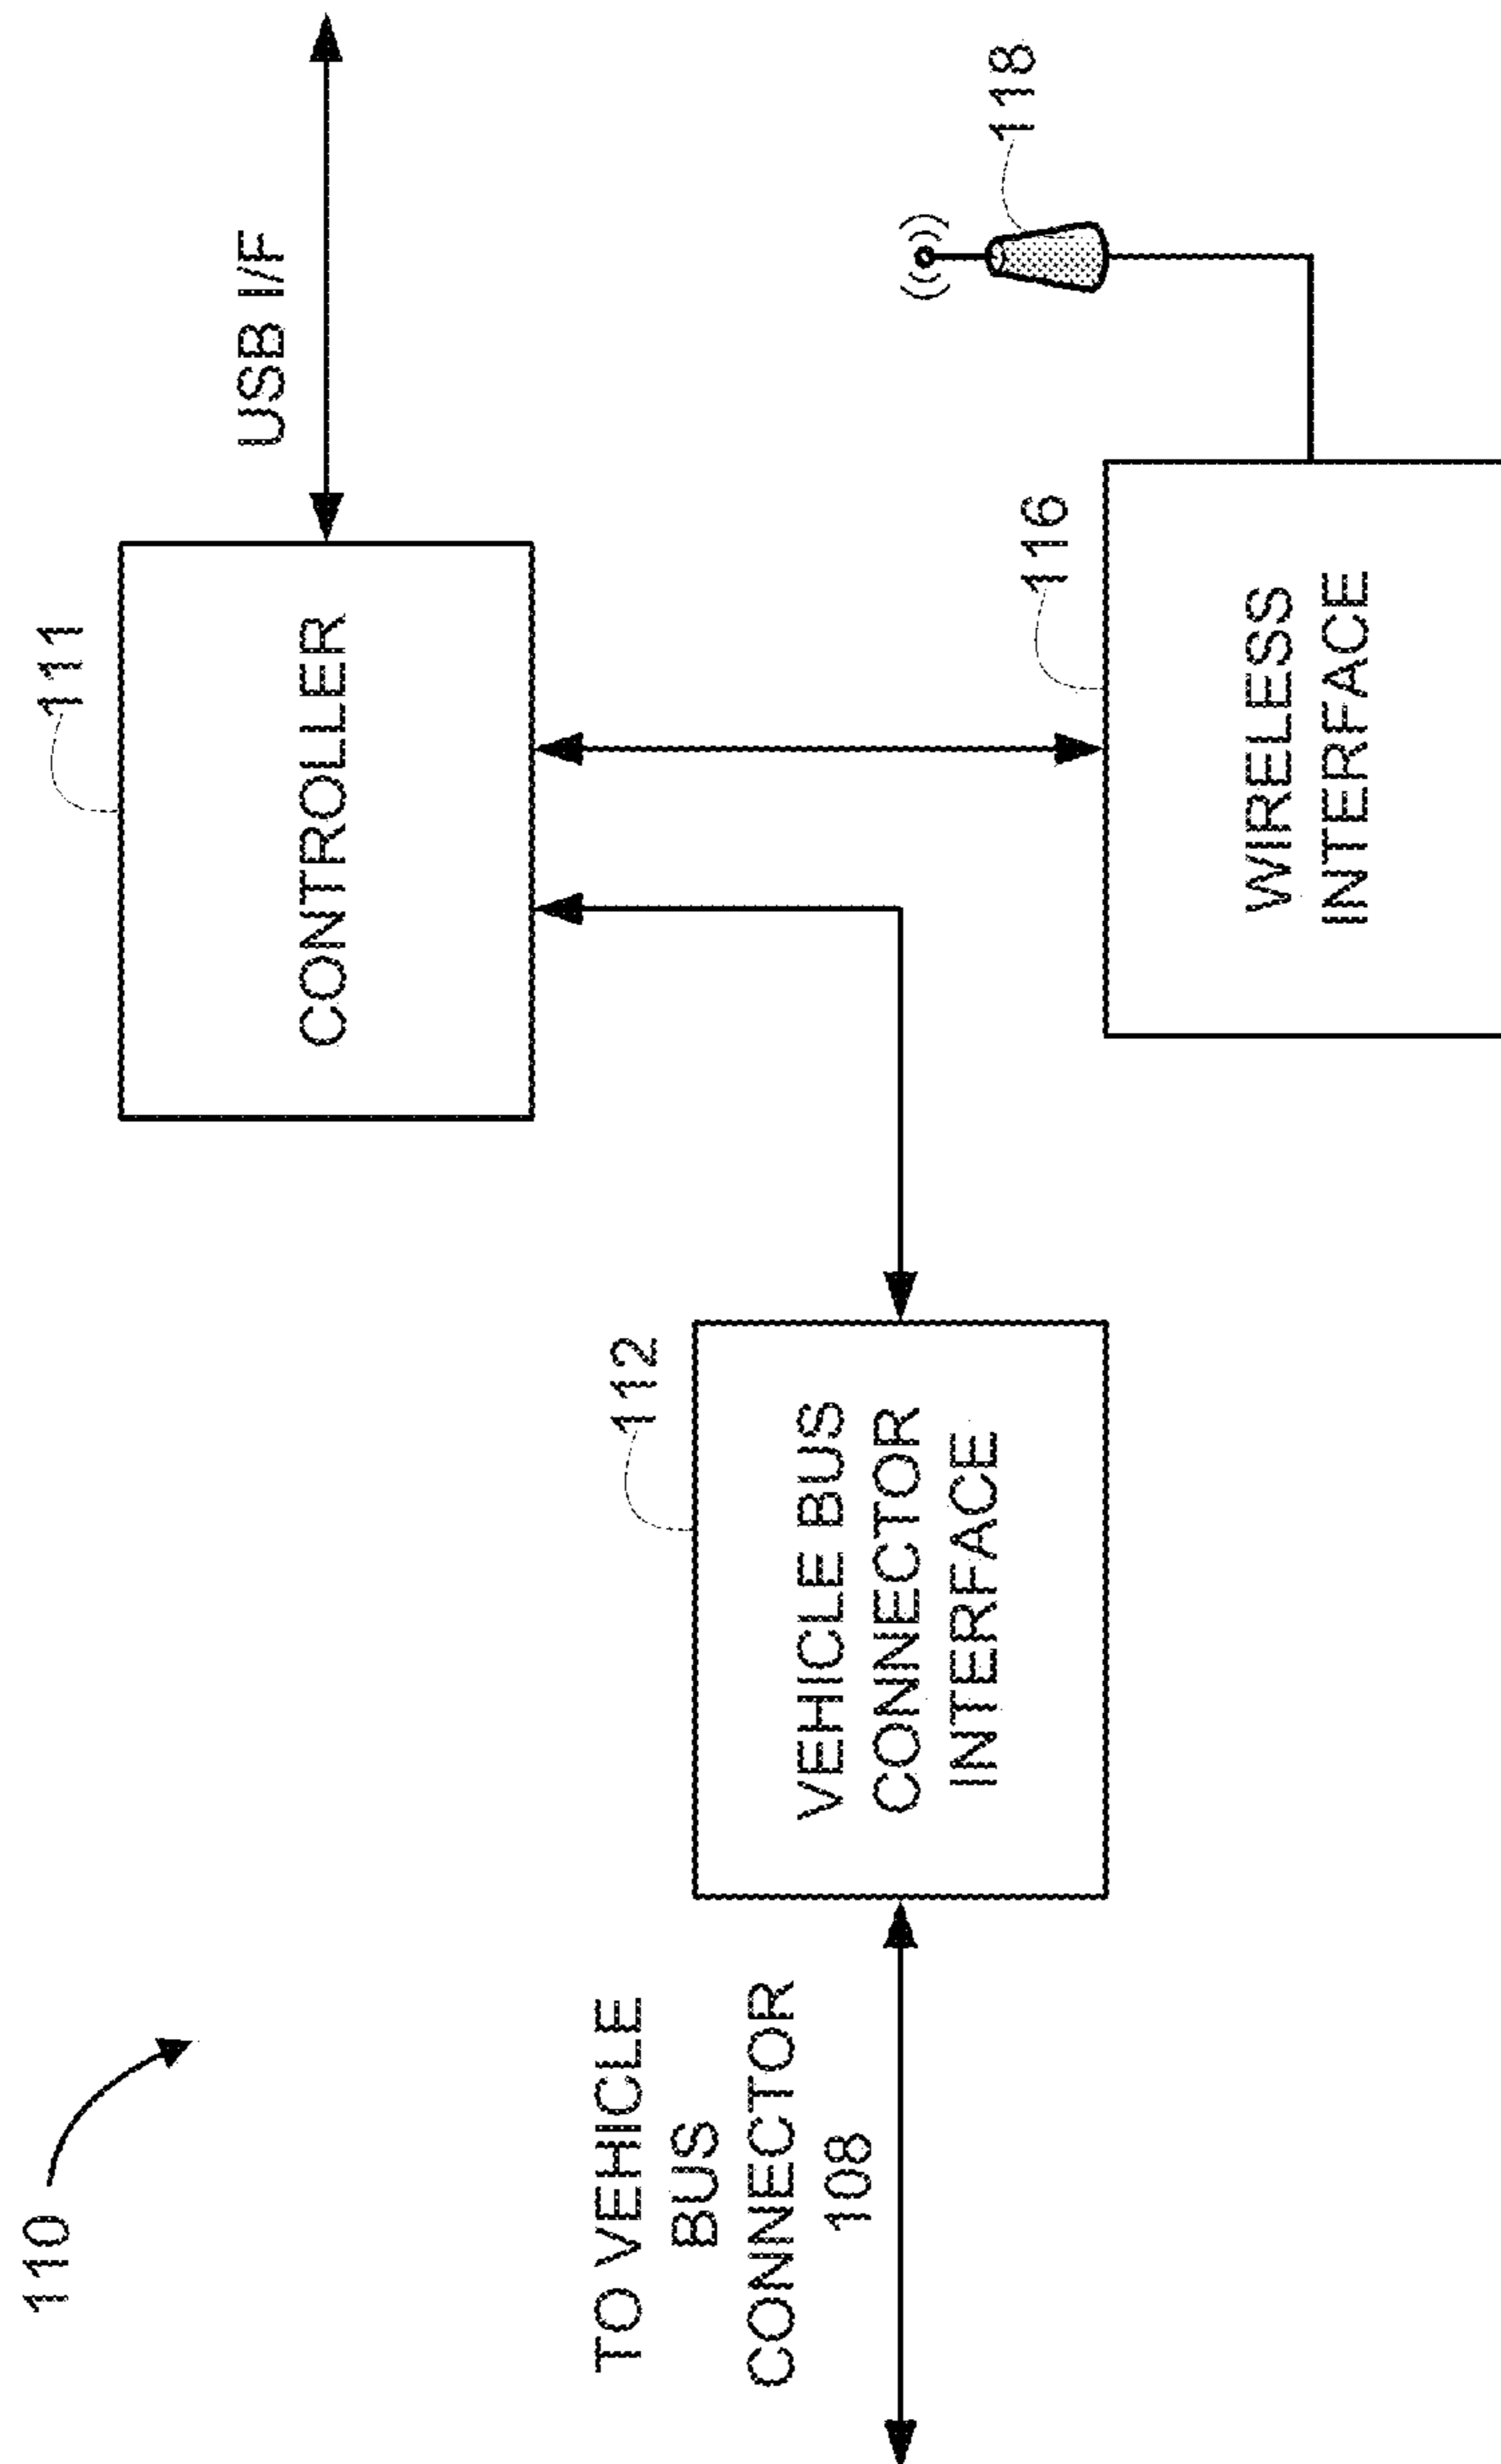 110
111
CONTROLLER
USB I/F
TO VEHICLE
BUS
CONNECTOR
108
112
VEHICLE BUS
CONNECTOR
INTERFACE
116
WIRELESS
INTERFACE
118